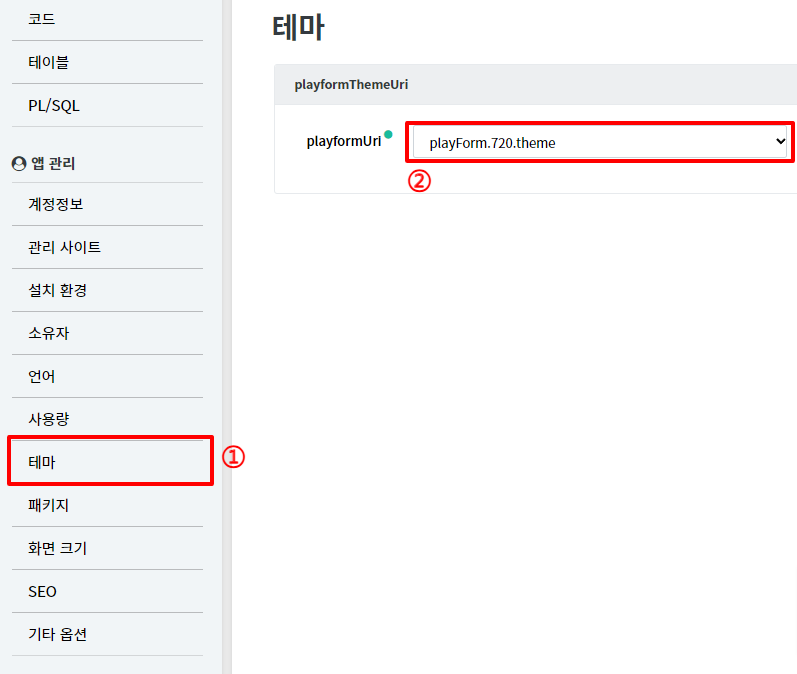 코드
테이블
PL/SQL
앱 관리
계정정보
관리 사이트
설치 환경
소유자
언어
사용량
테마
①
패키지
화면 크기
SEO
기타 옵션
테마
playformThemeUri
playformUri
playForm.720.theme
②